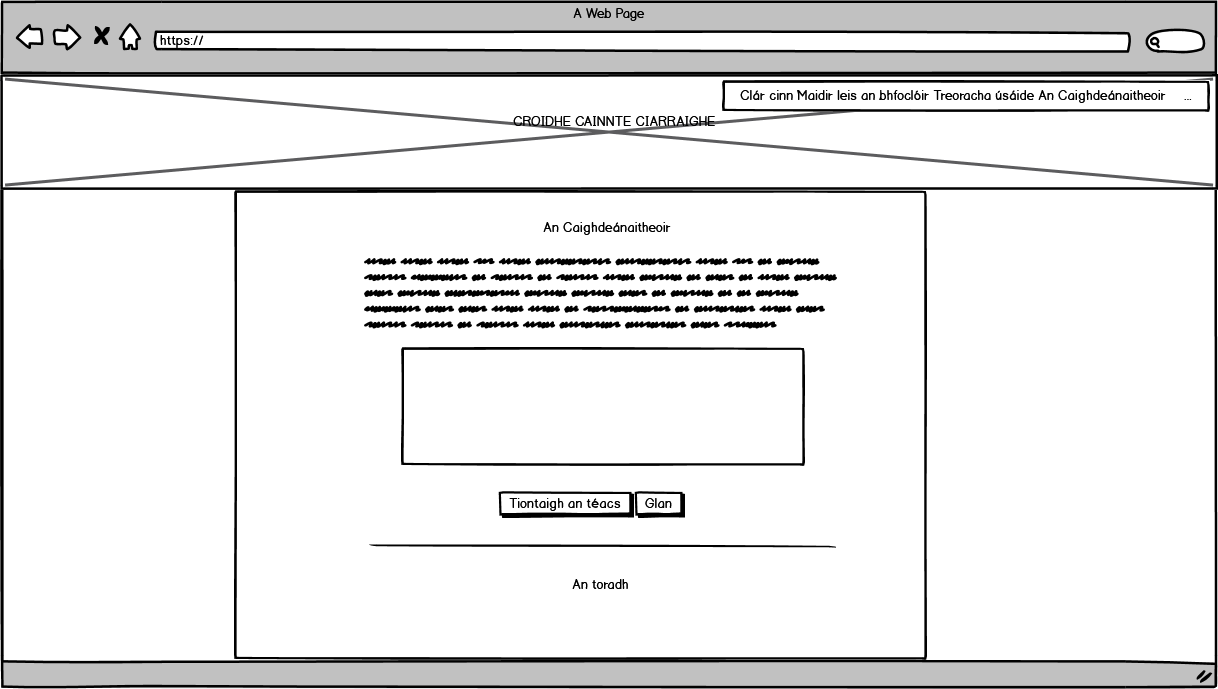 A Web Page
https://
Clár cinn Maidir leis an bhfoclóir Treoracha úsáide An Caighdeánaitheoir ...
CROIDHE CAINNTE CIARRAIGHE
An Caighdeánaitheoir
Tiontaigh an téacs Glan
An toradh